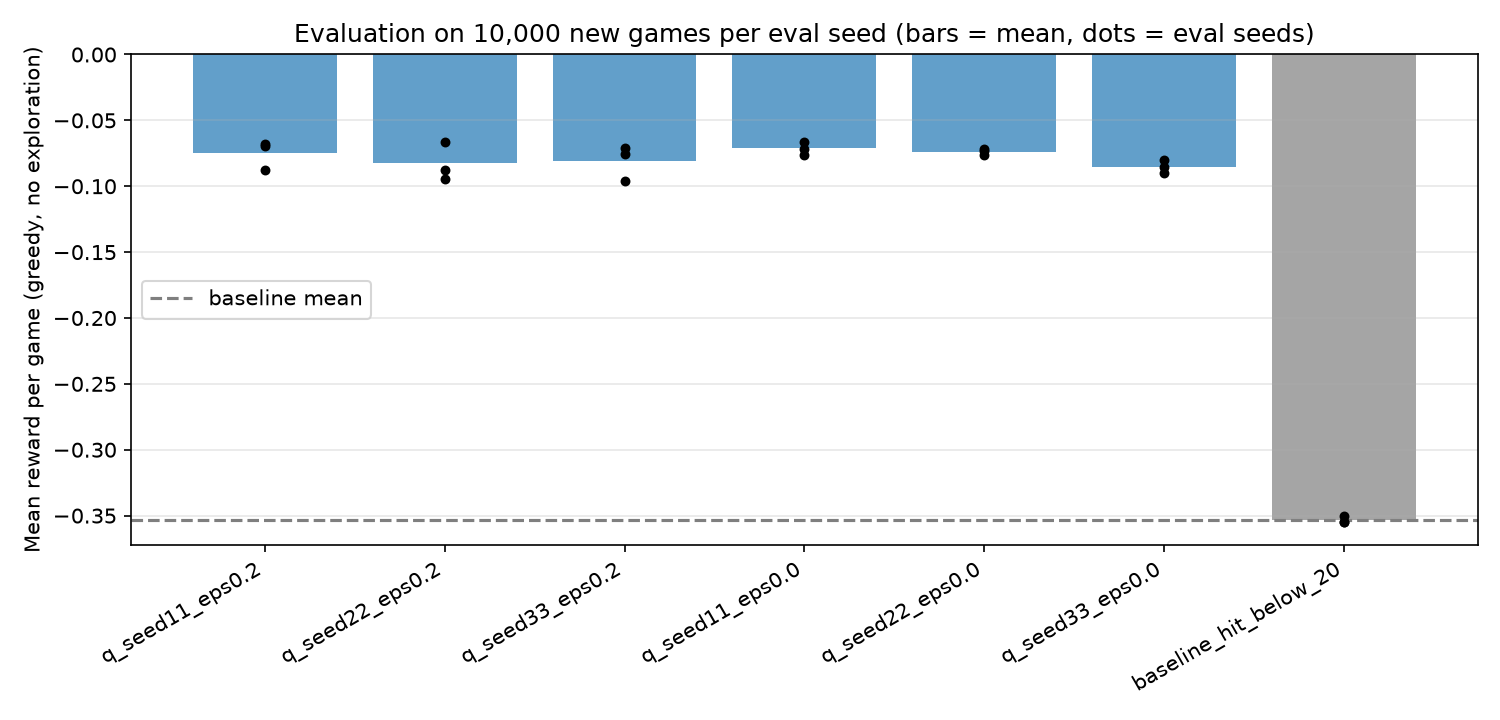 Evaluation on 10,000 new games per eval seed (bars = mean, dots = eval seeds)
Mean reward per game (greedy, no exploration)
0.00
−0.05
−0.10
−0.15
−0.20
−0.25
−0.30
−0.35
baseline mean
q_seed11_eps0.2
q_seed22_eps0.2
q_seed33_eps0.2
q_seed11_eps0.0
q_seed22_eps0.0
q_seed33_eps0.0
baseline_hit_below_20